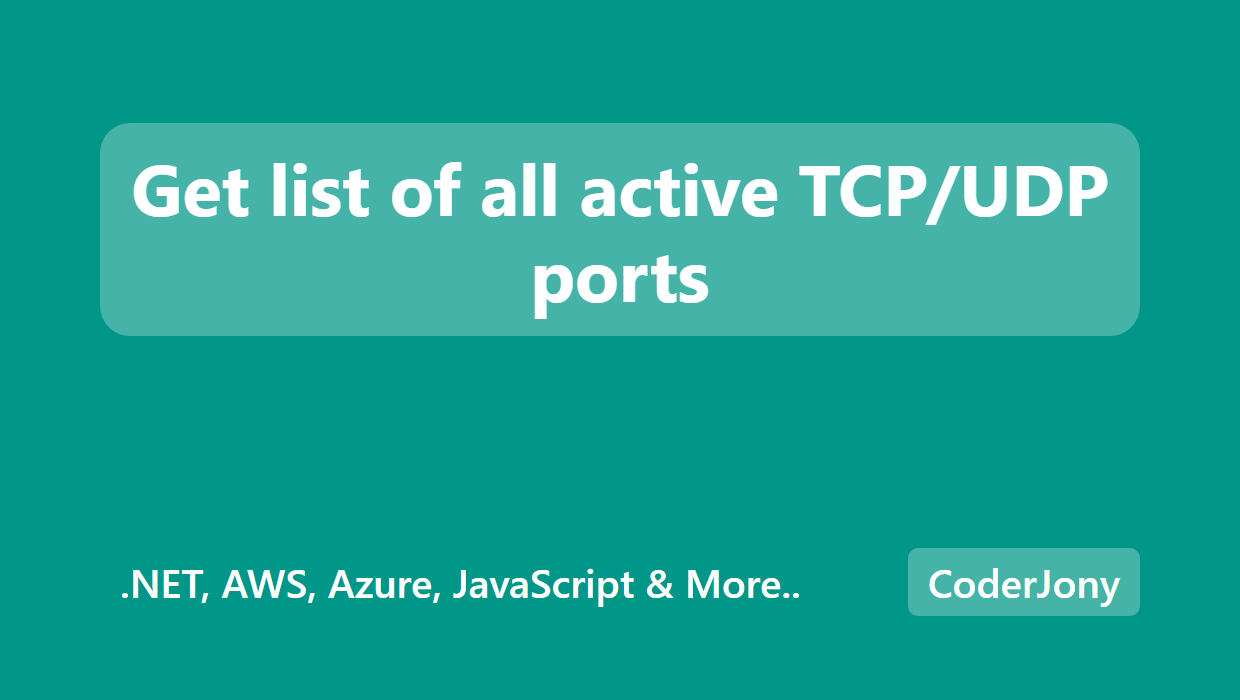 Get list of all active TCP/UDP
ports
.NET, AWS, Azure, JavaScript & More..
CoderJony